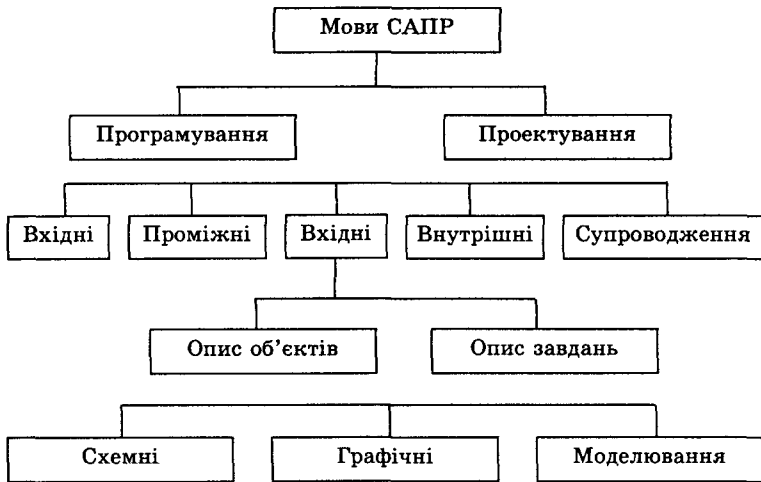 Мови САПР
Програмування
Проектування
Вхідні
Проміжні
Вхідні
Внутрішні
Супроводження
Опис об’єктів
Опис завдань
Схемні
Графічні
Моделювання